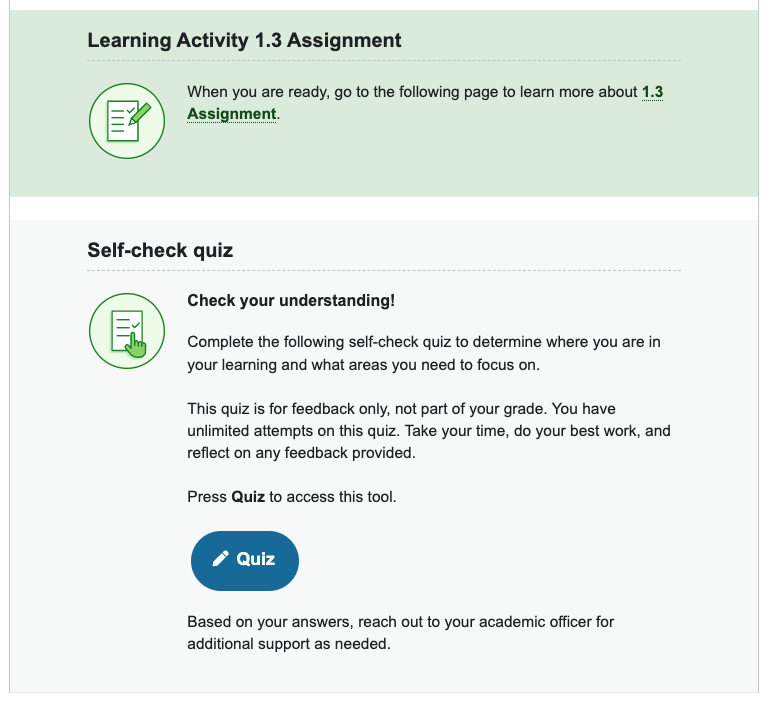 Learning Activity 1.3 Assignment
When you are ready, go to the following page to learn more about 1.3
Assignment.
Self-check quiz
Check your understanding!
Complete the following self-check quiz to determine where you are in
your learning and what areas you need to focus on.
This quiz is for feedback only, not part of your grade. You have
unlimited attempts on this quiz. Take your time, do your best work, and
reflect on any feedback provided.
Press Quiz to access this tool.
Quiz
Based on your answers, reach out to your academic officer for
additional support as needed.